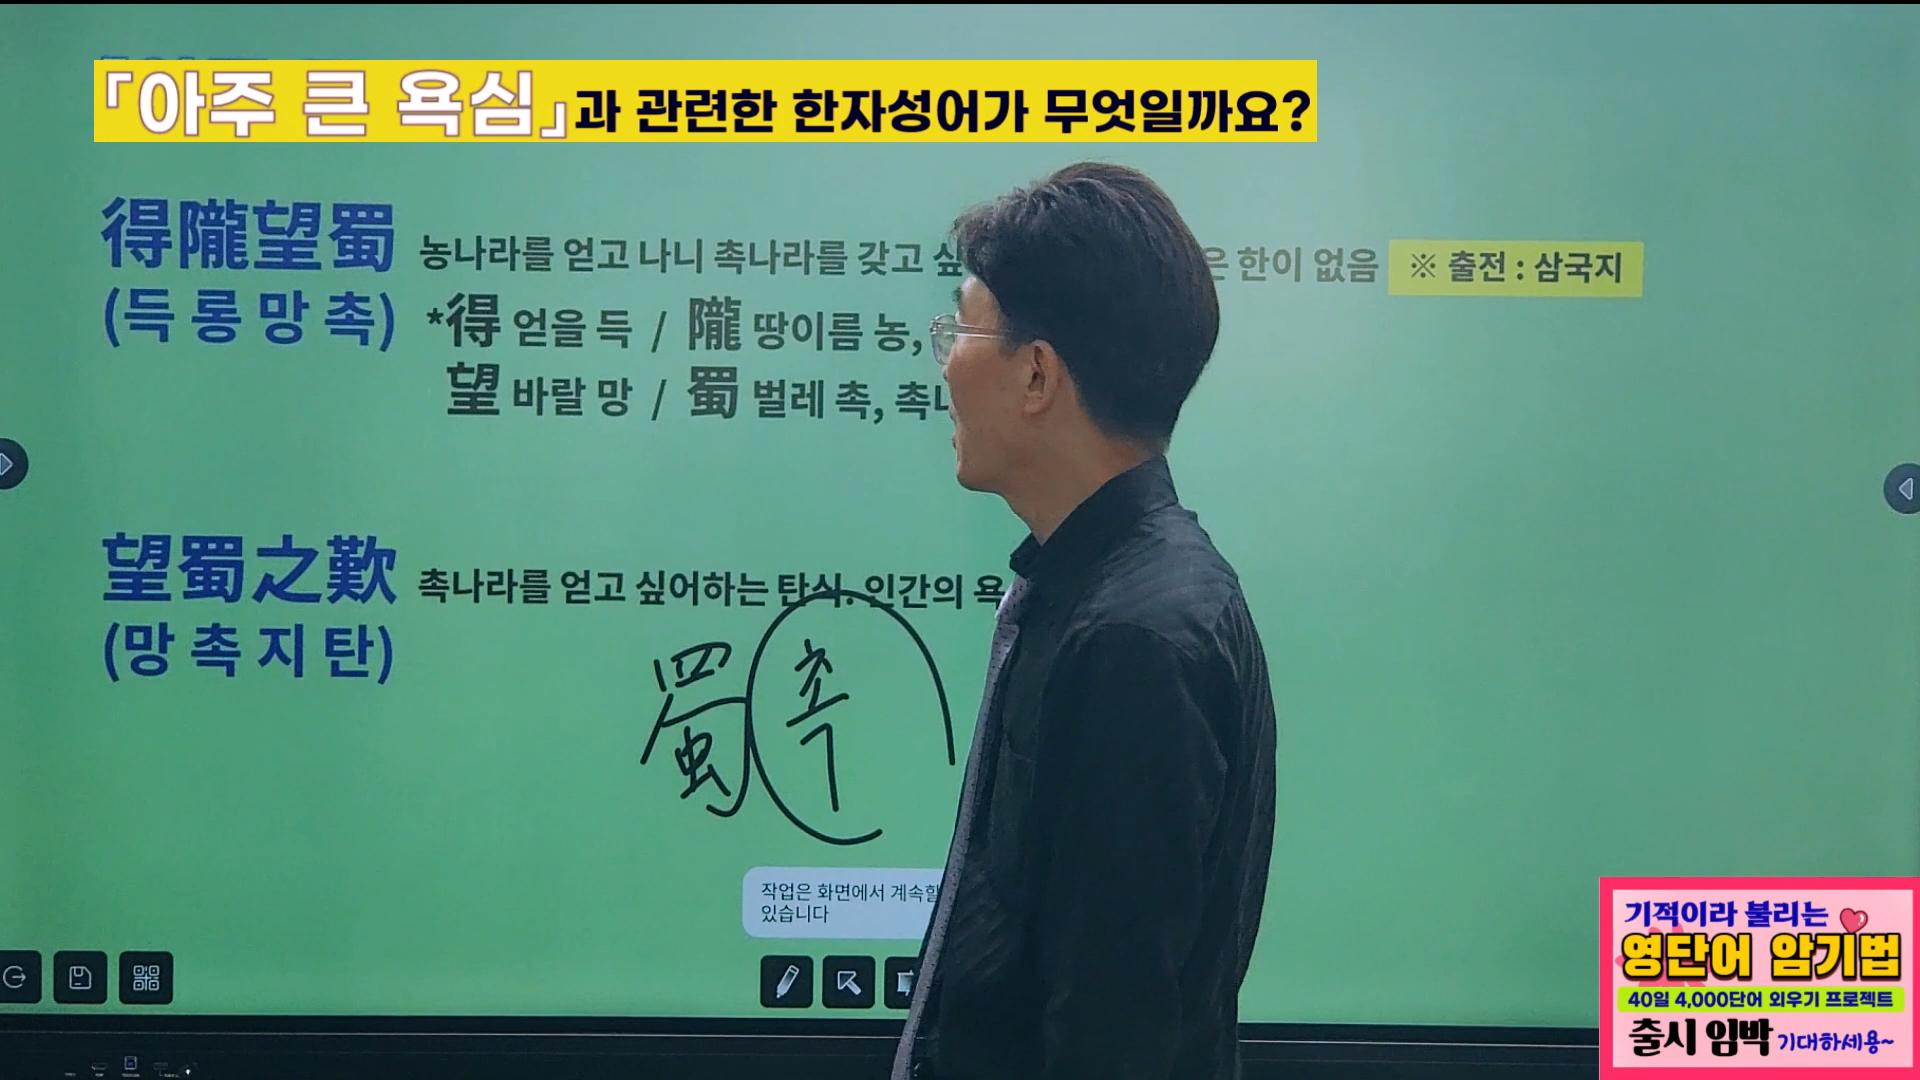 「아주 큰 욕심」과 관련한 한자성어가 무엇일까요?
得隴望蜀 농나라를 얻고 나니 촉나라를 갖고 은 한이 없음 ※ 출전 : 삼국지
(득 롱 망 촉) *得 얻을 득 / 隴 땅이름 농,
望 바랄 망 / 蜀 벌레 촉,
望蜀之歎 촉나라를 얻고 싶어하는 탄식. 인간의
(망 촉 지 탄)
蜀 촉
작업은 화면에서
있습니다
기적이라 불리는
영단어 암기법
40일 4,000단어 외우기 프로젝트
출시 임박 기대하세용~